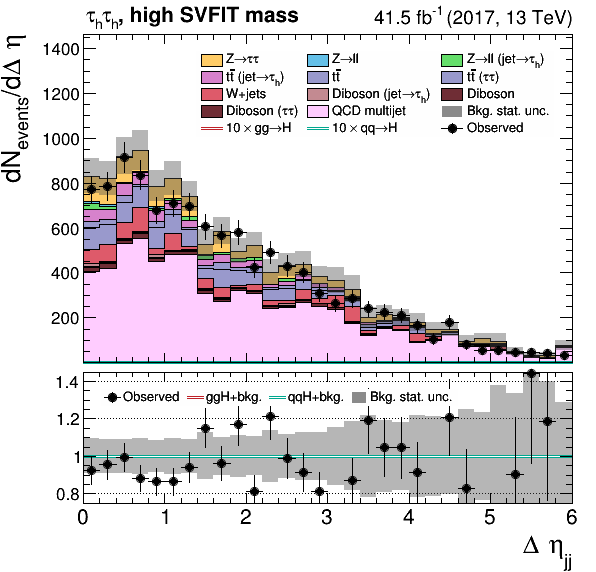 τhτh, high SVFIT mass 41.5 fb-1 (2017, 13 TeV)
dNevents/dΔ η
1400
1200
1000
800
600
400
200
Z→ττ Z→ll Z→ll (jet→τh)
tt̄ (jet→τh) tt̄ tt̄ (ττ)
W+jets Diboson (jet→τh) Diboson
Diboson (ττ) QCD multijet Bkg. stat. unc.
10 × gg→H 10 × qq→H Observed
1.4
1.2
1.0
0.8
Observed ggH+bkg. qqH+bkg. Bkg. stat. unc.
0 1 2 3 4 5 6
Δ ηjj